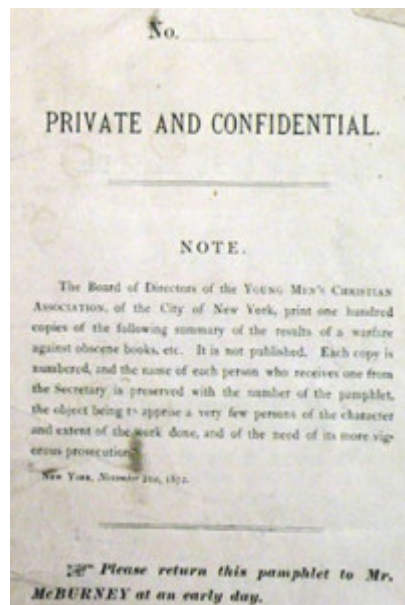 No.
PRIVATE AND CONFIDENTIAL.
NOTE.
The Board of Directors of the YOUNG MEN'S CHRISTIAN
ASSOCIATION, of the City of New York, print one hundred
copies of the following summary of the results of a warfare
against obscene books, etc. It is not published. Each copy is
numbered, and the name of each person who receives one from
the Secretary is preserved with the number of the pamphlet,
the object being to apprise a very few persons of the character
and extent of the work done, and of the need of its more vig-
orous prosecution.
New York, November 2nd, 1872.
☞ Please return this pamphlet to Mr.
McBURNEY at an early day.